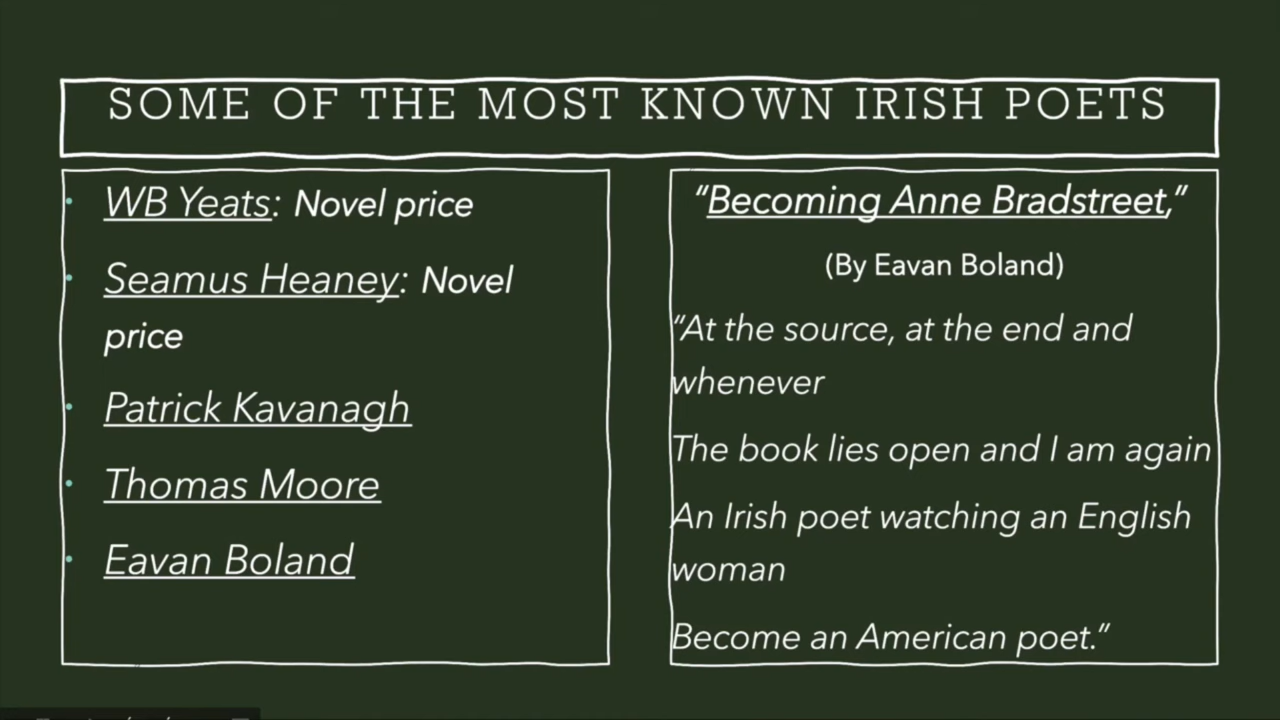 SOME OF THE MOST KNOWN IRISH POETS
• WB Yeats: Novel price
• Seamus Heaney: Novel
price
• Patrick Kavanagh
• Thomas Moore
• Eavan Boland
“Becoming Anne Bradstreet,”
(By Eavan Boland)
“At the source, at the end and
whenever
The book lies open and I am again
An Irish poet watching an English
woman
Become an American poet.”